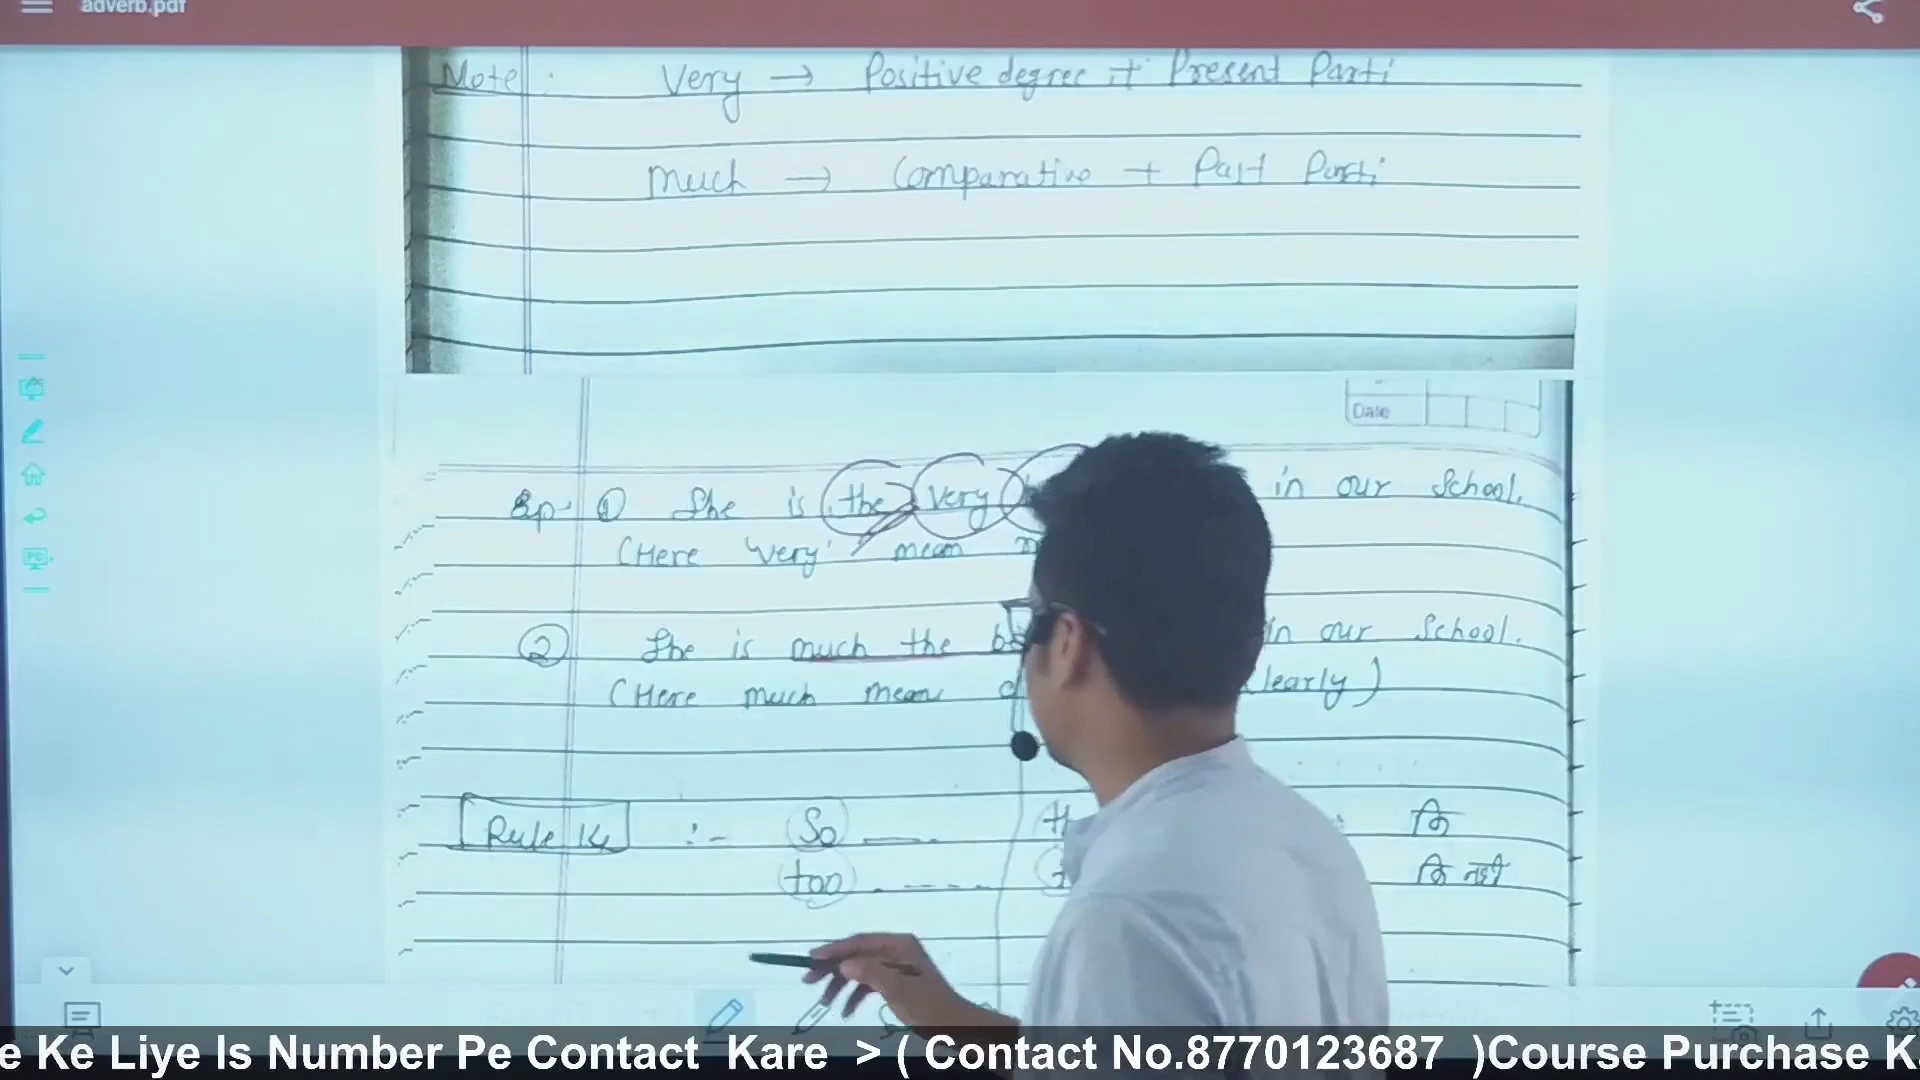 adverb.pdf
Note : Very → Positive degree + Present Parti
Much → Comparative + Past Parti
Date
① She is the very in our School.
(Here 'very' mean
② She is much the in our School.
(Here much mean learly)
Rule :- So कि
too कि नहीं
e Ke Liye Is Number Pe Contact Kare > ( Contact No.8770123687 )Course Purchase K